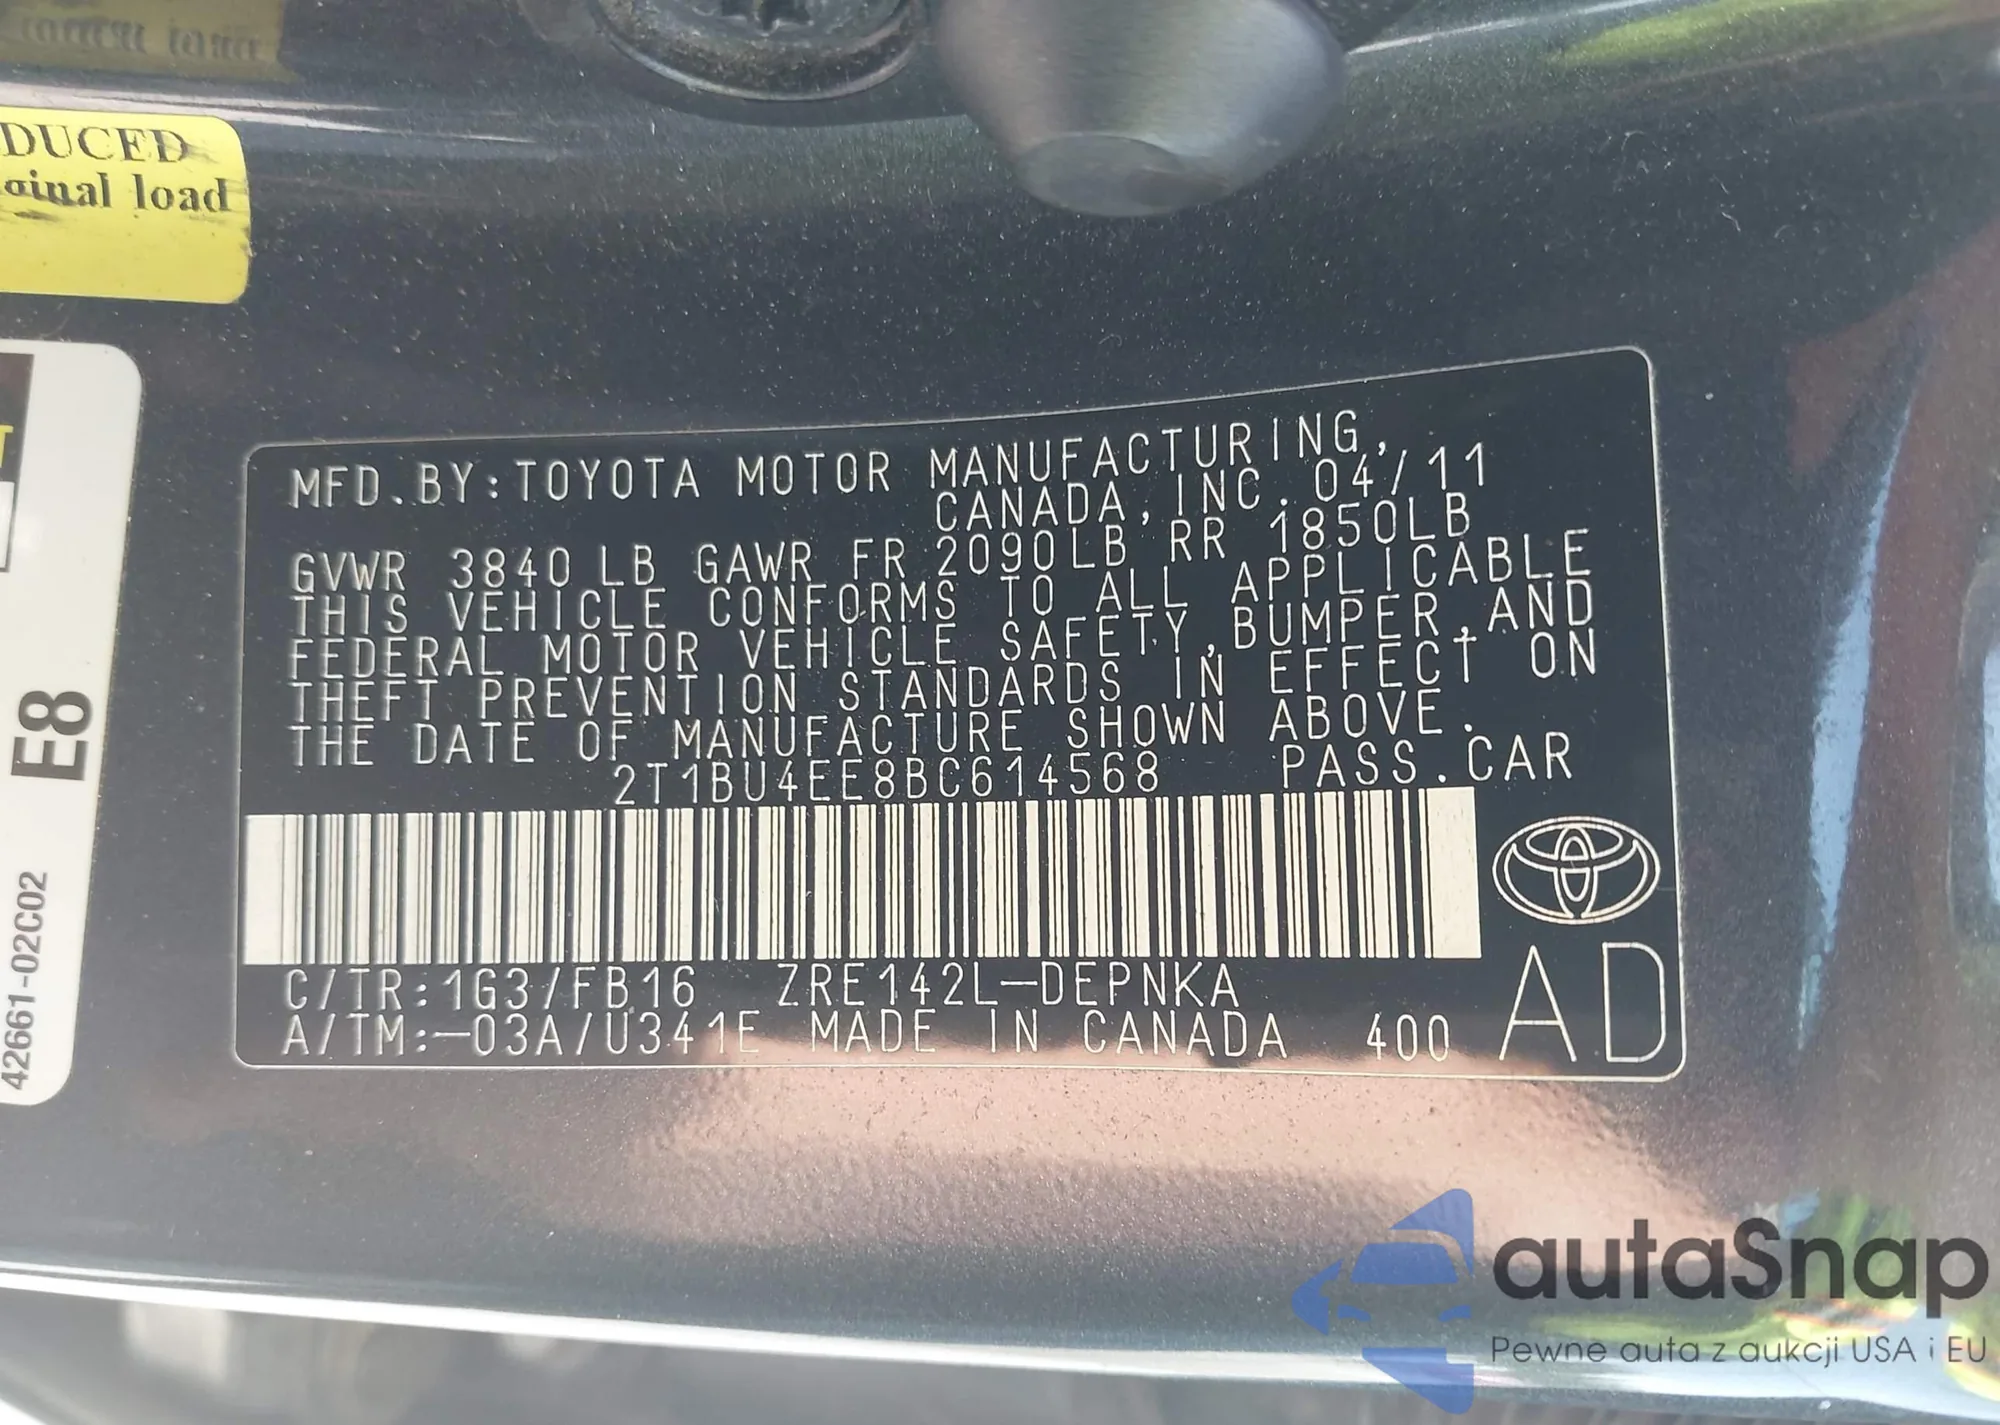 DUCED
ginal load
E8
42661-02C02
MFD.BY:TOYOTA MOTOR MANUFACTURING,
CANADA,INC. 04/11
GVWR 3840 LB GAWR FR 2090LB RR 1850LB
THIS VEHICLE CONFORMS TO ALL APPLICABLE
FEDERAL MOTOR VEHICLE SAFETY,BUMPER,AND
THEFT PREVENTION STANDARDS IN EFFECT ON
THE DATE OF MANUFACTURE SHOWN ABOVE.
2T1BU4EE8BC614568 PASS.CAR
C/TR:1G3/FB16 ZRE142L-DEPNKA
A/TM:-03A/U341E MADE IN CANADA 400
AD
autaSnap
Pewne auta z aukcji USA i EU